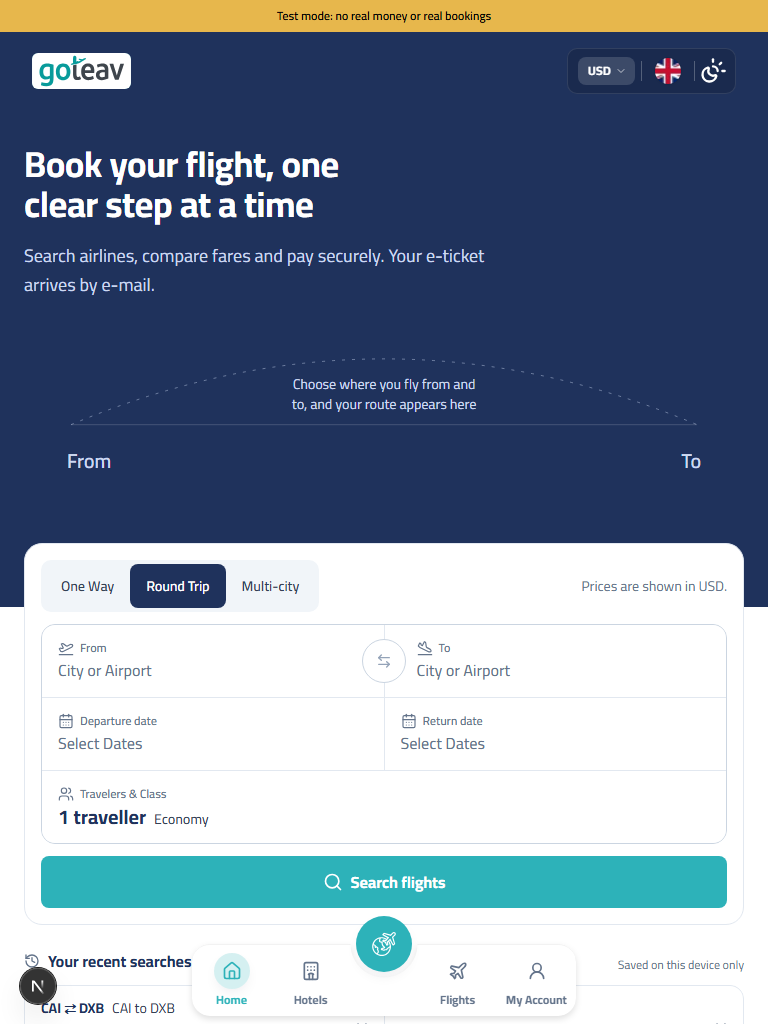 Test mode: no real money or real bookings
goteav
USD
Book your flight, one
clear step at a time
Search airlines, compare fares and pay securely. Your e-ticket
arrives by e-mail.
Choose where you fly from and
to, and your route appears here
From
To
One Way
Round Trip
Multi-city
Prices are shown in USD.
From
City or Airport
To
City or Airport
Departure date
Select Dates
Return date
Select Dates
Travelers & Class
1 traveller Economy
Search flights
Your recent searches
Saved on this device only
N
CAI ⇄ DXB CAI to DXB
Home
Hotels
Flights
My Account